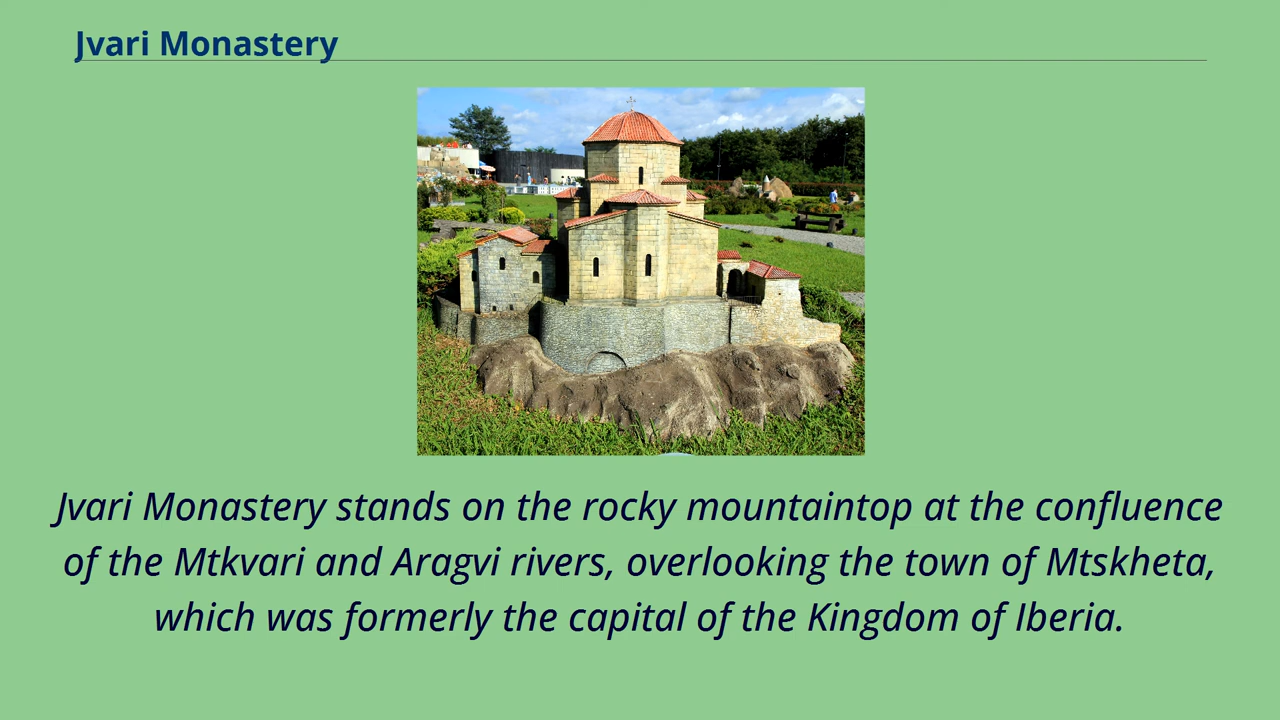 Jvari Monastery
Jvari Monastery stands on the rocky mountaintop at the confluence
of the Mtkvari and Aragvi rivers, overlooking the town of Mtskheta,
which was formerly the capital of the Kingdom of Iberia.